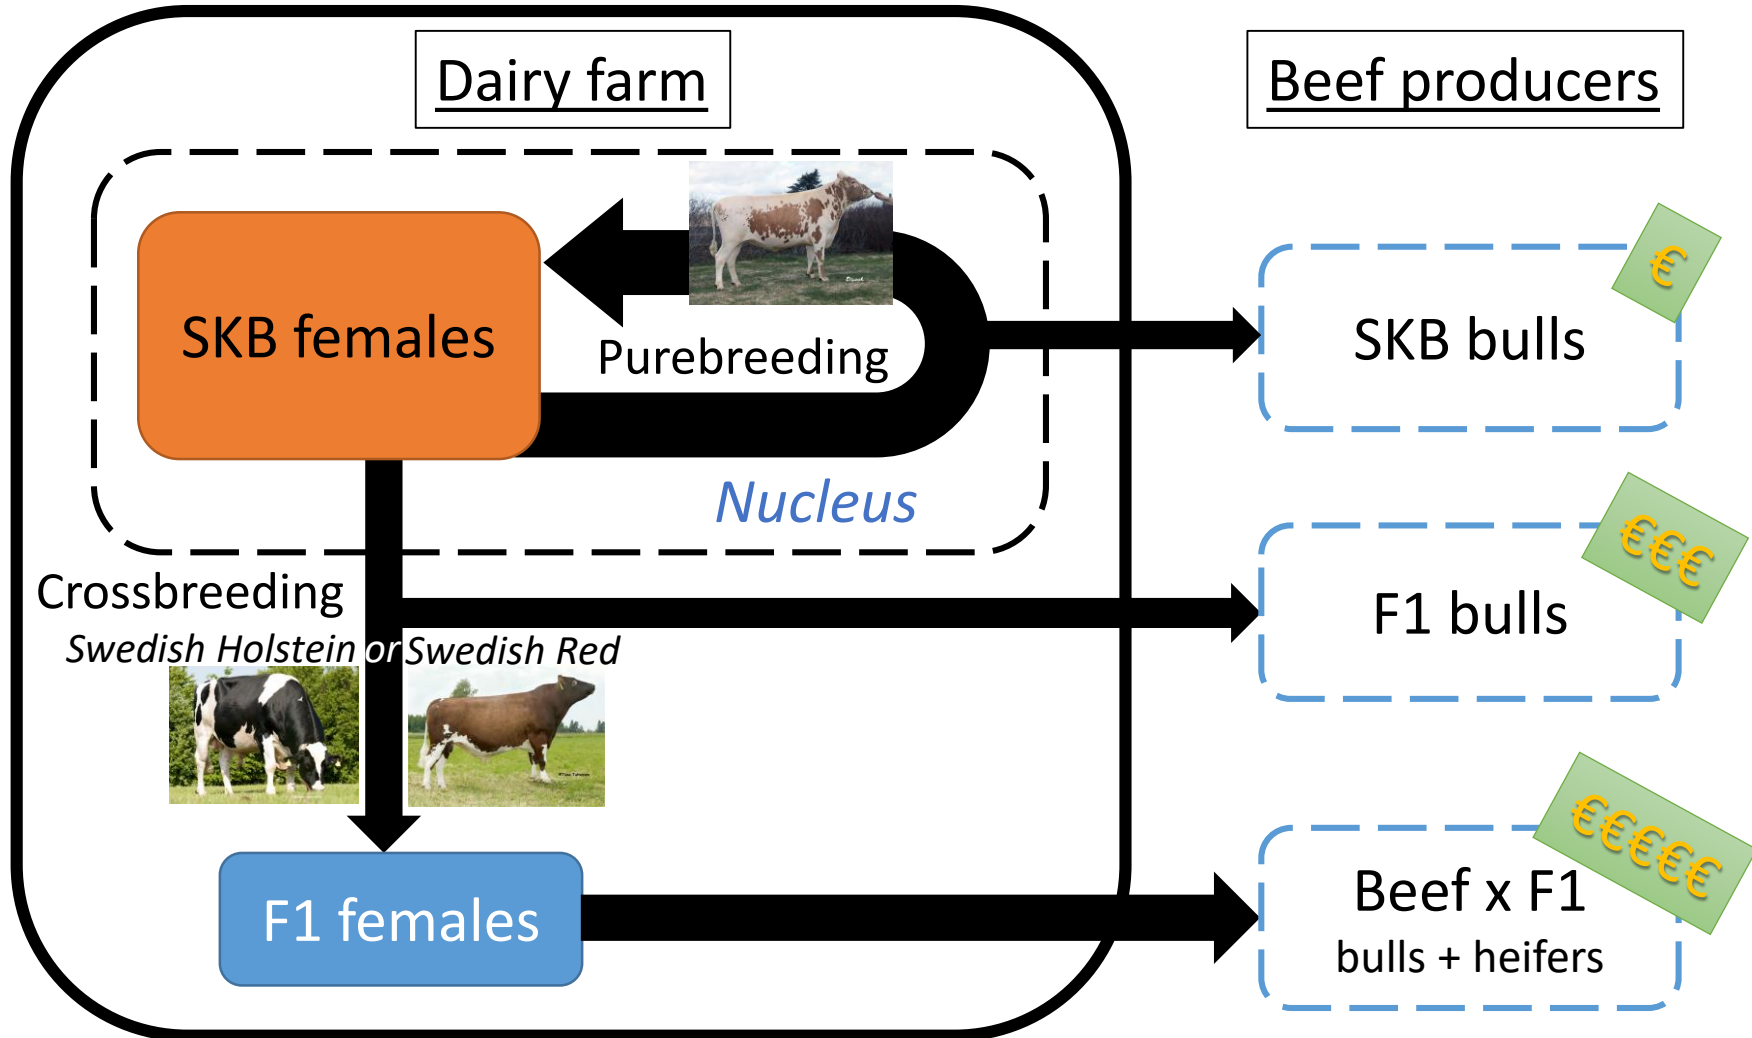 Dairy farm
Beef producers
SKB females
Purebreeding
Nucleus
SKB bulls
€
Crossbreeding
Swedish Holstein or Swedish Red
F1 bulls
€€€
F1 females
Beef x F1
bulls + heifers
€€€€€